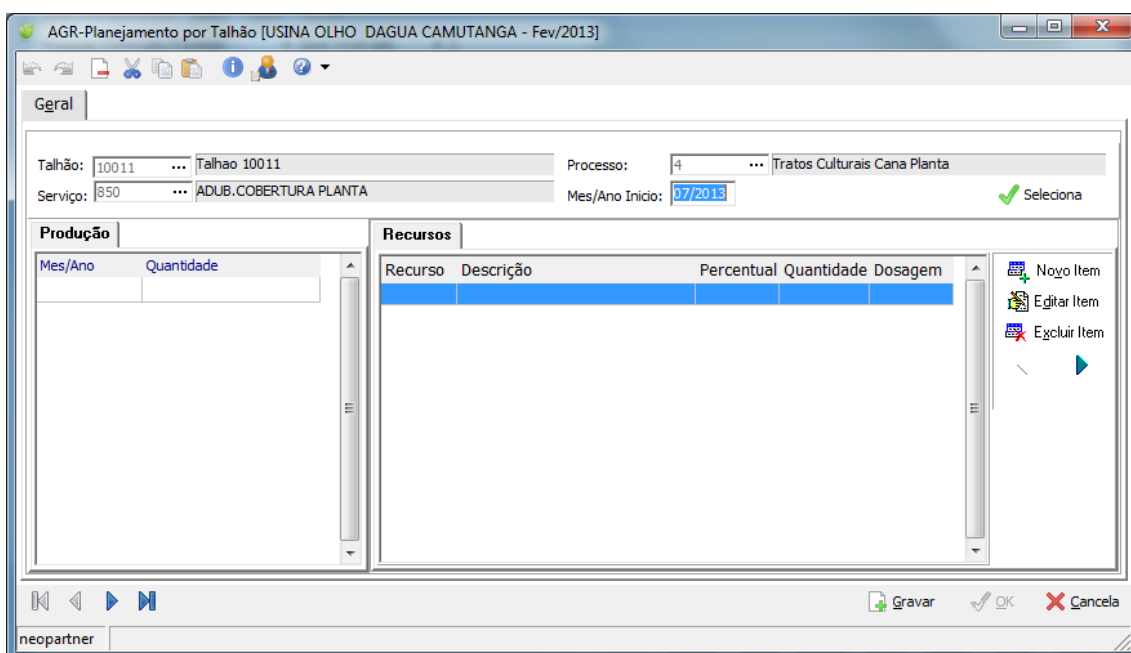 AGR-Planejamento por Talhão [USINA OLHO DAGUA CAMUTANGA - Fev/2013]
Geral
Talhão: 10011 ... Talhao 10011 Processo: 4 ... Tratos Culturais Cana Planta
Serviço: 850 ... ADUB.COBERTURA PLANTA Mes/Ano Inicio: 07/2013 Seleciona
Produção Recursos
Mes/Ano Quantidade Recurso Descrição Percentual Quantidade Dosagem Novo Item
Editar Item
Excluir Item
Gravar OK Cancela
neopartner